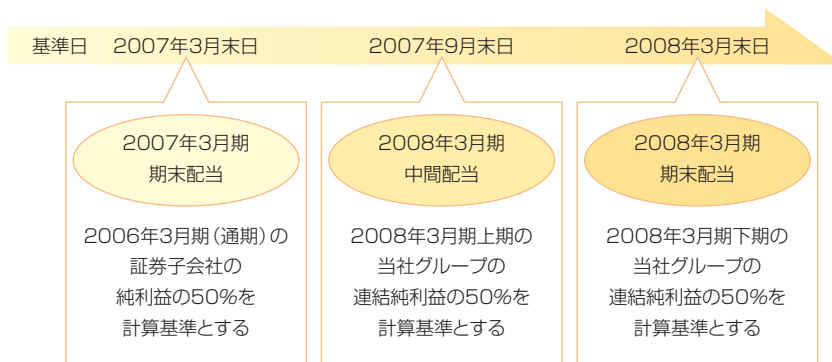 基準日 2007年3月末日 2007年9月末日 2008年3月末日
2007年3月期
期末配当
2006年3月期(通期)の
証券子会社の
純利益の50%を
計算基準とする
2008年3月期
中間配当
2008年3月期上期の
当社グループの
連結純利益の50%を
計算基準とする
2008年3月期
期末配当
2008年3月期下期の
当社グループの
連結純利益の50%を
計算基準とする